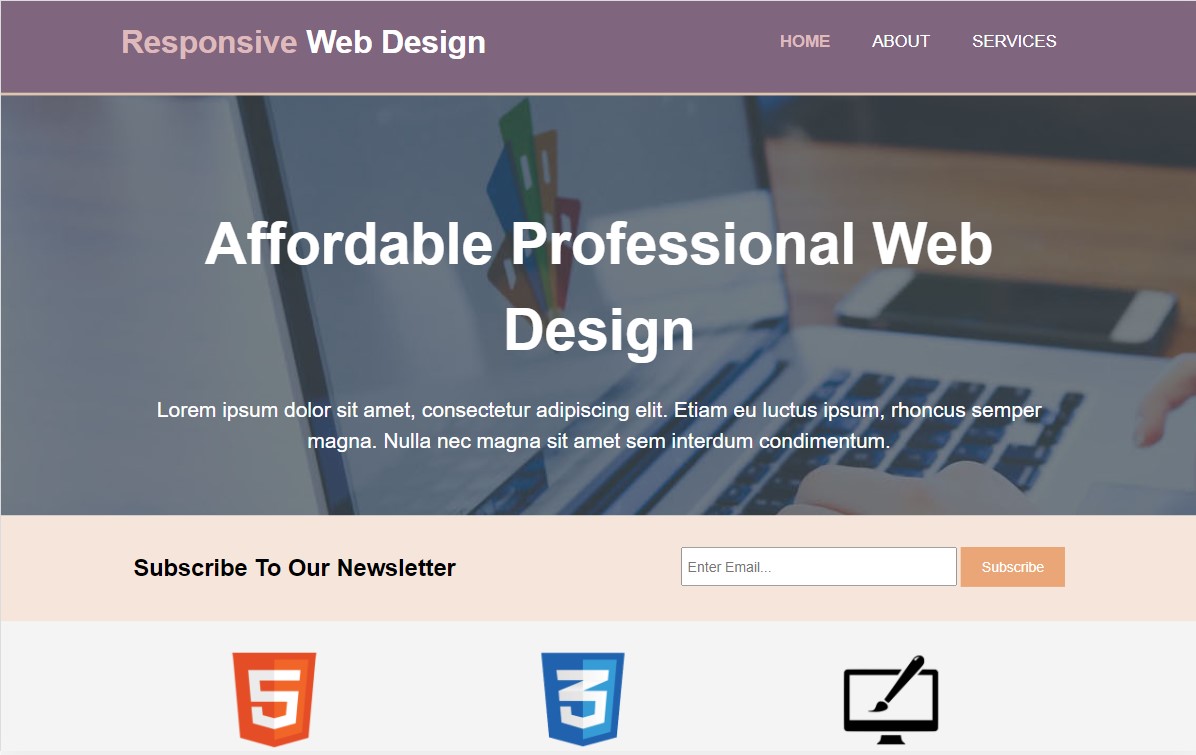 Responsive Web Design
HOME ABOUT SERVICES
Affordable Professional Web
Design
Lorem ipsum dolor sit amet, consectetur adipiscing elit. Etiam eu luctus ipsum, rhoncus semper
magna. Nulla nec magna sit amet sem interdum condimentum.
Subscribe To Our Newsletter
Enter Email...
Subscribe
5
3